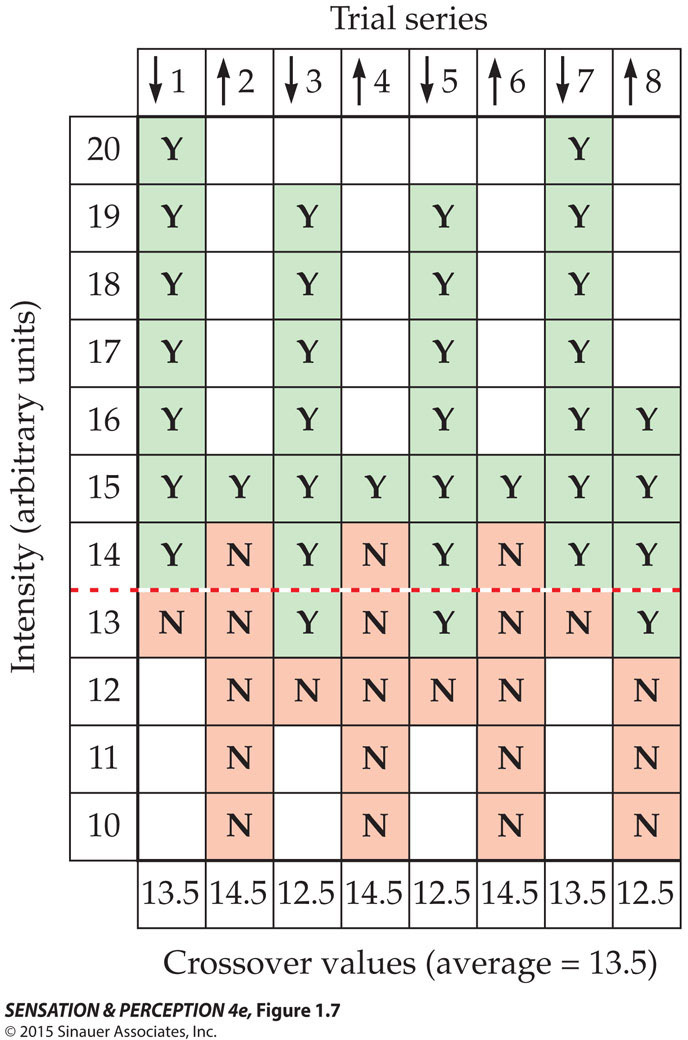 Trial series
↓1 ↑2 ↓3 ↑4 ↓5 ↑6 ↓7 ↑8
20 Y Y
19 Y Y Y Y
18 Y Y Y Y
17 Y Y Y Y
16 Y Y Y Y Y
15 Y Y Y Y Y Y Y Y
14 Y N Y N Y N Y Y
13 N N Y N Y N N Y
12 N N N N N N
11 N N N N
10 N N N N
13.5 14.5 12.5 14.5 12.5 14.5 13.5 12.5
Intensity (arbitrary units)
Crossover values (average = 13.5)
SENSATION & PERCEPTION 4e, Figure 1.7
© 2015 Sinauer Associates, Inc.